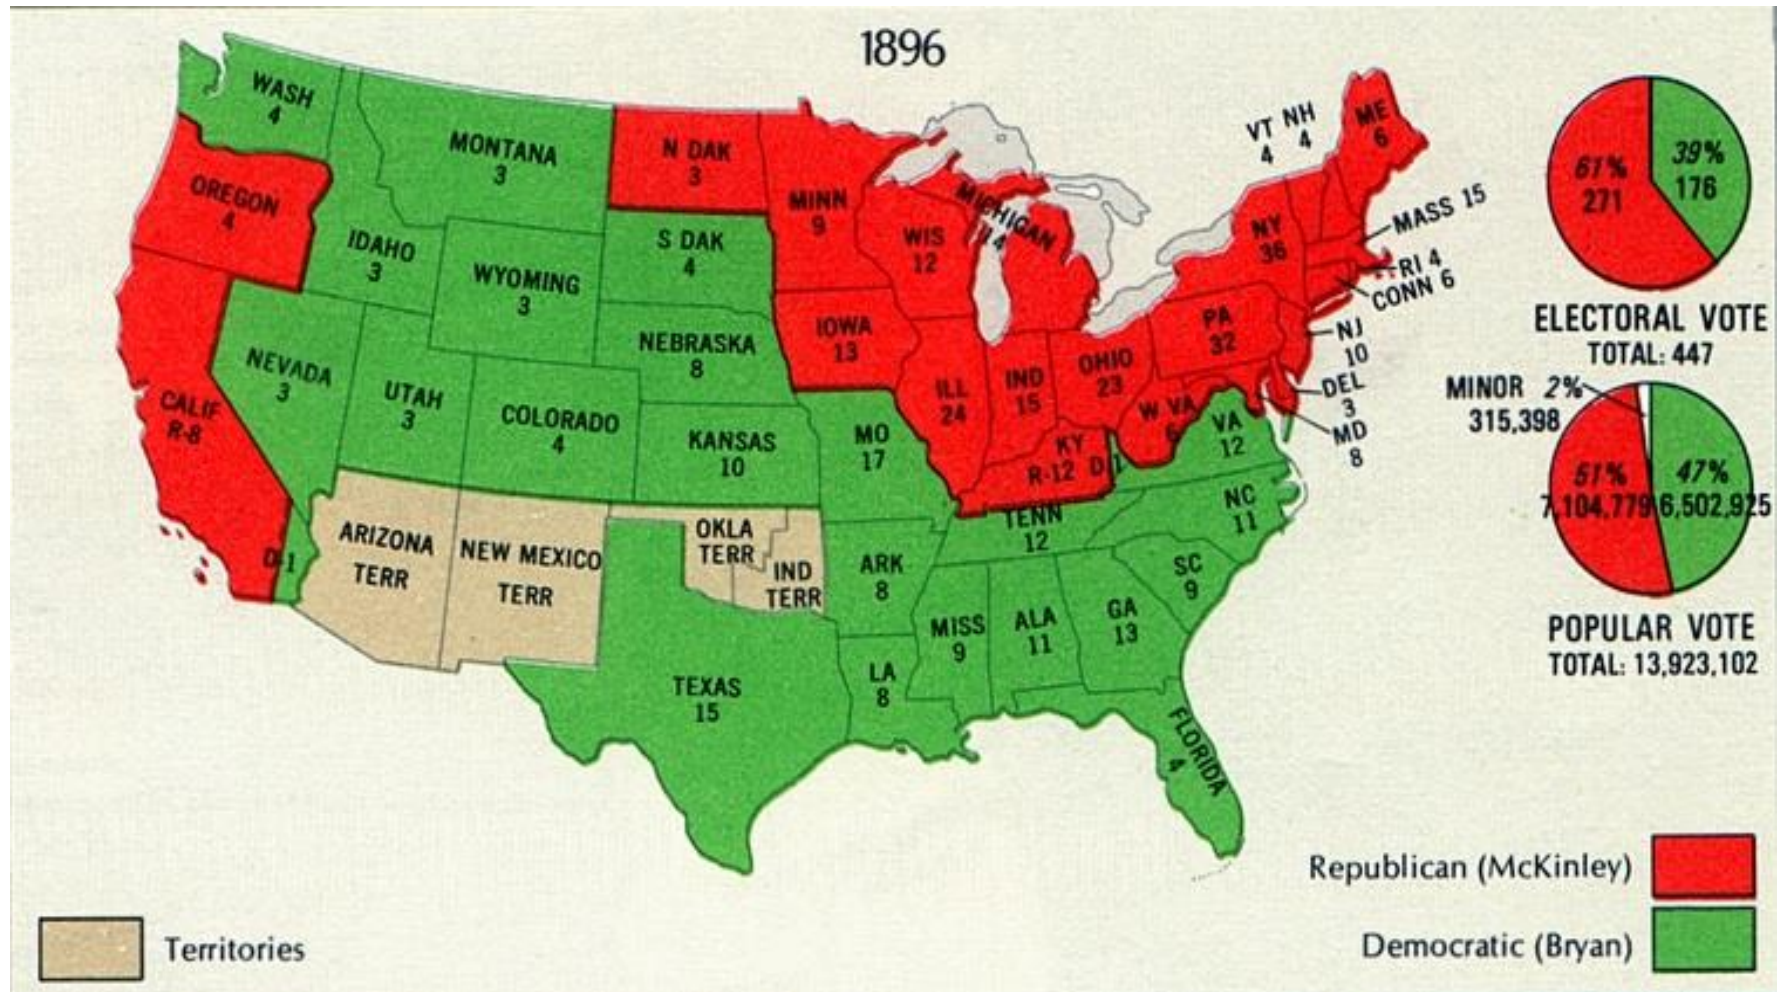 1896
WASH
4
MONTANA
3
N DAK
3
MINN
9
OREGON
4
IDAHO
3
WYOMING
3
S DAK
4
WIS
12
MICHIGAN
14
VT NH
4 4
ME
6
NY
36
MASS 15
RI 4
CONN 6
NEVADA
3
UTAH
3
COLORADO
4
NEBRASKA
8
IOWA
13
ILL
24
IND
15
OHIO
23
PA
32
NJ
10
DEL
3
MD
8
CALIF
R-8
D-1
KANSAS
10
MO
17
KY
R-12 D-1
W VA
6
VA
12
ARIZONA
TERR
NEW MEXICO
TERR
OKLA
TERR
IND
TERR
ARK
8
TENN
12
NC
11
SC
9
TEXAS
15
LA
8
MISS
9
ALA
11
GA
13
FLORIDA
4
61%
271
39%
176
ELECTORAL VOTE
TOTAL: 447
MINOR 2%
315,398
51%
7,104,779
47%
6,502,925
POPULAR VOTE
TOTAL: 13,923,102
Republican (McKinley)
Democratic (Bryan)
Territories